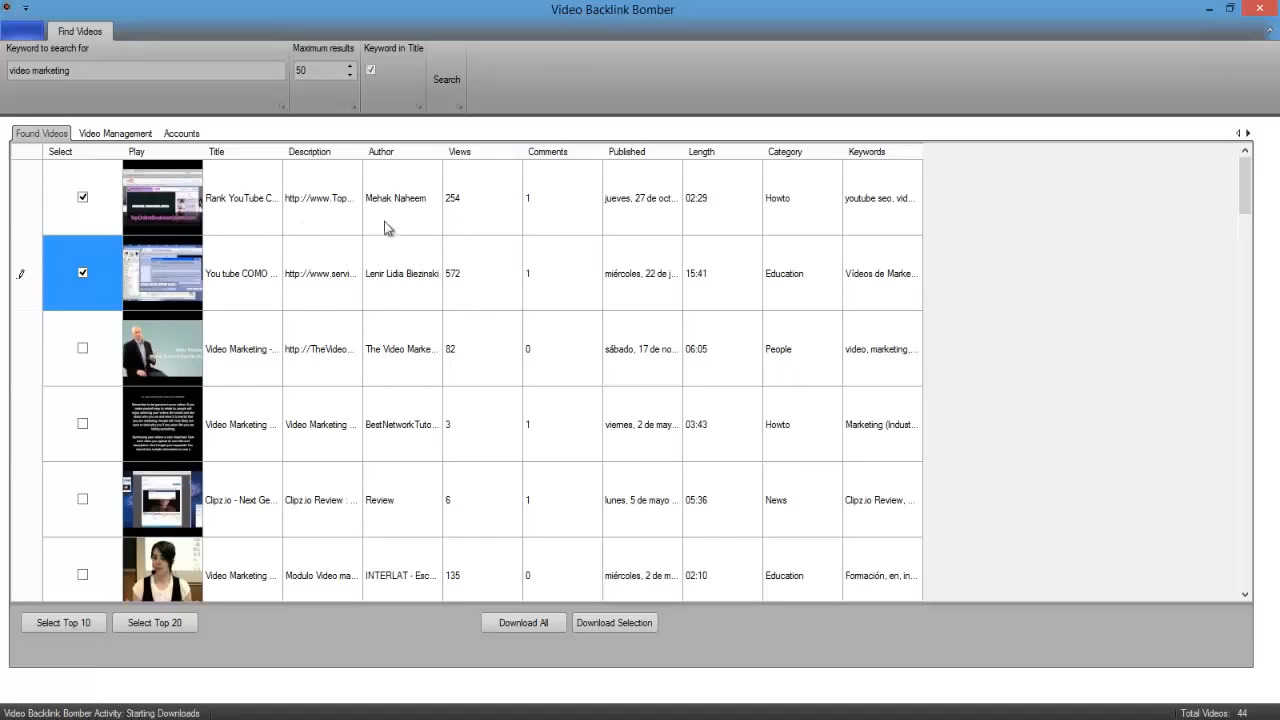 Video Backlink Bomber
Find Videos
Keyword to search for
Maximum results
Keyword in Title
video marketing
50
Search
Found Videos
Video Management
Accounts
Select Play Title Description Author Views Comments Published Length Category Keywords
Rank YouTube C... http://www.Top... Mehak Naheem 254 1 jueves, 27 de oct... 02:29 Howto youtube seo, vid...
You tube COMO ... http://www.servi... Lenir Lidia Biezinski 572 1 miércoles, 22 de j... 15:41 Education Vídeos de Marke...
Video Marketing -... http://TheVideo... The Video Marke... 82 0 sábado, 17 de no... 06:05 People video, marketing,...
Video Marketing ... Video Marketing ... BestNetworkTuto... 3 1 viernes, 2 de may... 03:43 Howto Marketing (Indust...
Clipz.io - Next Ge... Clipz.io Review : ... Review 6 1 lunes, 5 de mayo ... 05:36 News Clipz.io Review, ...
Video Marketing ... Modulo Video ma... INTERLAT - Esc... 135 0 miércoles, 2 de m... 02:10 Education Formación, en, in...
Select Top 10
Select Top 20
Download All
Download Selection
Video Backlink Bomber Activity: Starting Downloads
Total Videos: 44